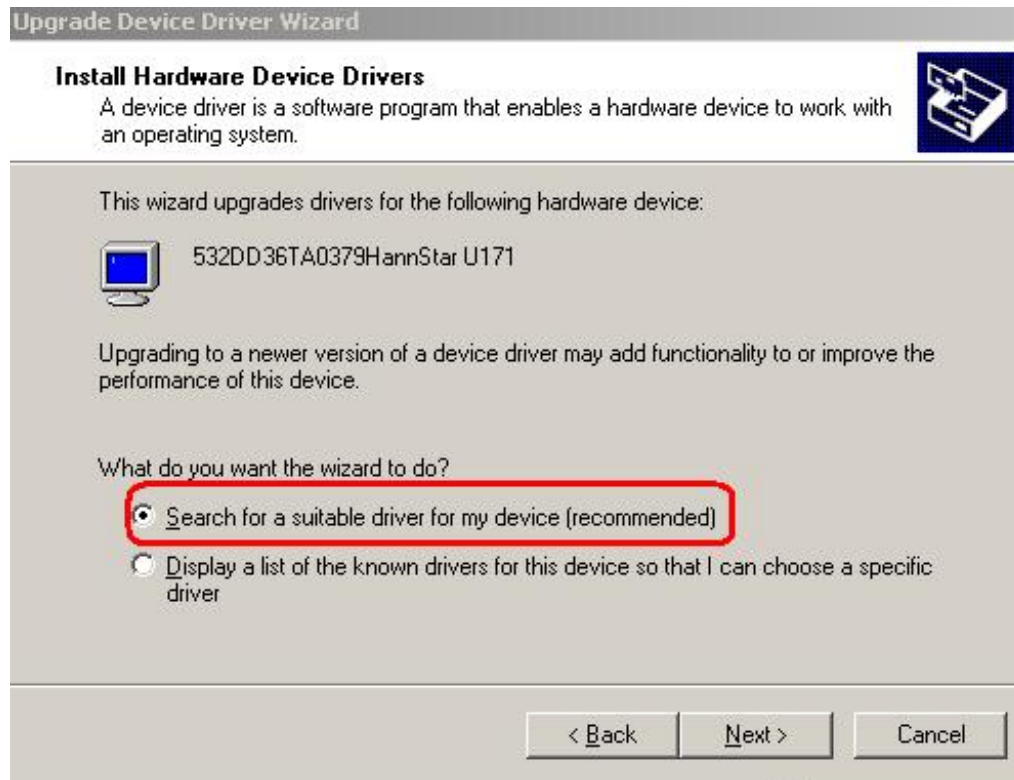 Upgrade Device Driver Wizard
Install Hardware Device Drivers
A device driver is a software program that enables a hardware device to work with
an operating system.
This wizard upgrades drivers for the following hardware device:
532DD36TA0379HannStar U171
Upgrading to a newer version of a device driver may add functionality to or improve the
performance of this device.
What do you want the wizard to do?
Search for a suitable driver for my device (recommended)
Display a list of the known drivers for this device so that I can choose a specific
driver
< Back
Next >
Cancel